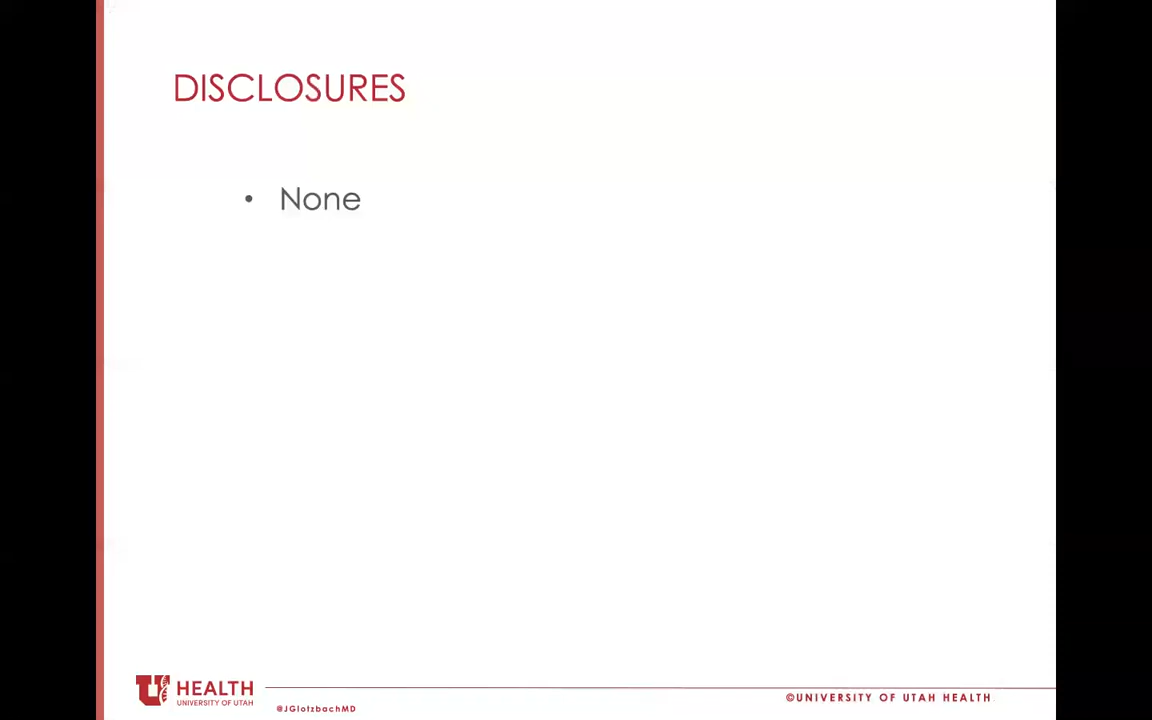 DISCLOSURES
• None
HEALTH
UNIVERSITY OF UTAH
@JGlotzbachMD
©UNIVERSITY OF UTAH HEALTH